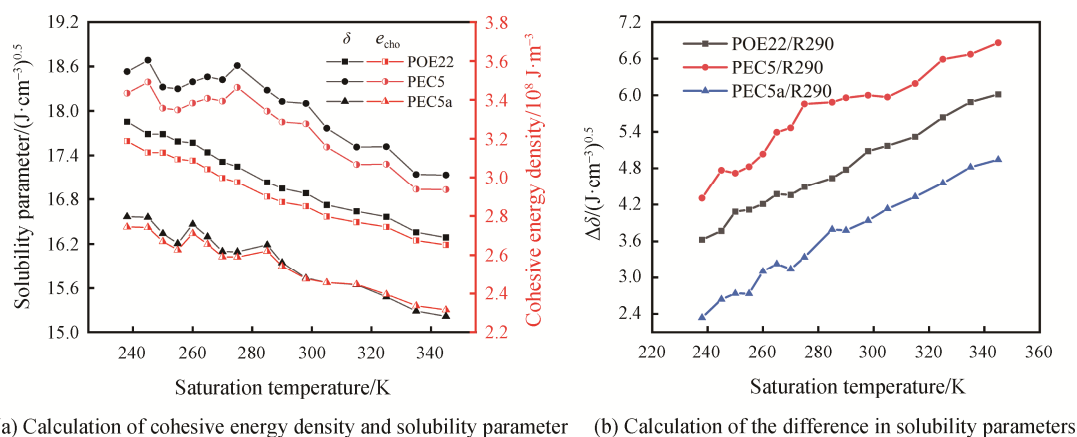 19.2
18.6
18.0
17.4
16.8
16.2
15.6
15.0
Solubility parameter/(J·cm⁻³)⁰·⁵
δ e_cho
POE22
PEC5
PEC5a
3.8
3.6
3.4
3.2
3.0
2.8
2.6
2.4
2.2
Cohesive energy density/10⁸ J·m⁻³
240 260 280 300 320 340
Saturation temperature/K
a) Calculation of cohesive energy density and solubility parameter
7.2
6.6
6.0
5.4
4.8
4.2
3.6
3.0
2.4
Δδ/(J·cm⁻³)⁰·⁵
POE22/R290
PEC5/R290
PEC5a/R290
220 240 260 280 300 320 340 360
Saturation temperature/K
(b) Calculation of the difference in solubility parameters